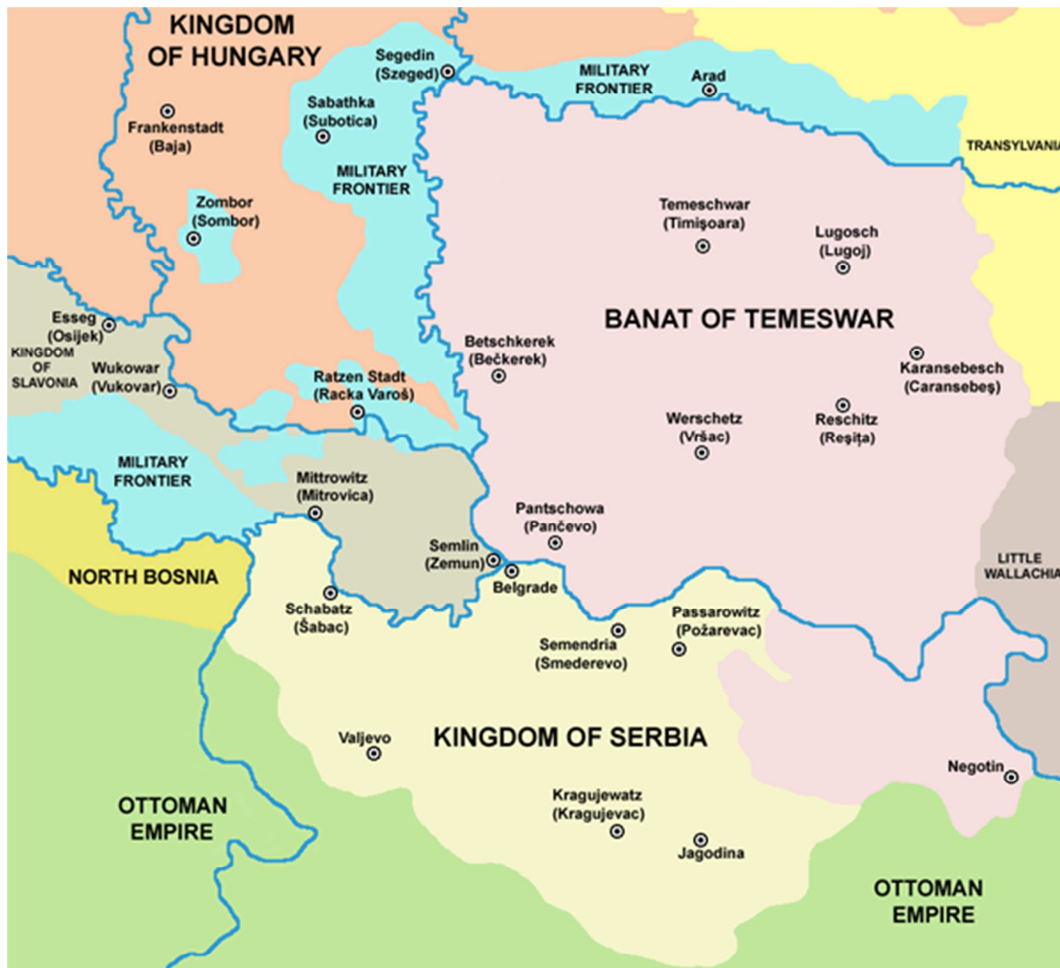 KINGDOM
OF HUNGARY
Segedin
(Szeged)
MILITARY
FRONTIER
Arad
Sabathka
(Subotica)
Frankenstadt
(Baja)
TRANSYLVANIA
MILITARY
FRONTIER
Zombor
(Sombor)
Temeschwar
(Timişoara)
Lugosch
(Lugoj)
BANAT OF TEMESWAR
Esseg
(Osijek)
KINGDOM
OF
SLAVONIA
Wukowar
(Vukovar)
Betschkerek
(Bečkerek)
Karansebesch
(Caransebeş)
Ratzen Stadt
(Racka Varoš)
Werschetz
(Vršac)
Reschitz
(Reşiţa)
MILITARY
FRONTIER
Mittrowitz
(Mitrovica)
Pantschowa
(Pančevo)
Semlin
(Zemun)
Belgrade
LITTLE
WALLACHIA
NORTH BOSNIA
Schabatz
(Šabac)
Passarowitz
(Požarevac)
Semendria
(Smederevo)
KINGDOM OF SERBIA
Valjevo
Negotin
Kragujewatz
(Kragujevac)
Jagodina
OTTOMAN
EMPIRE
OTTOMAN
EMPIRE